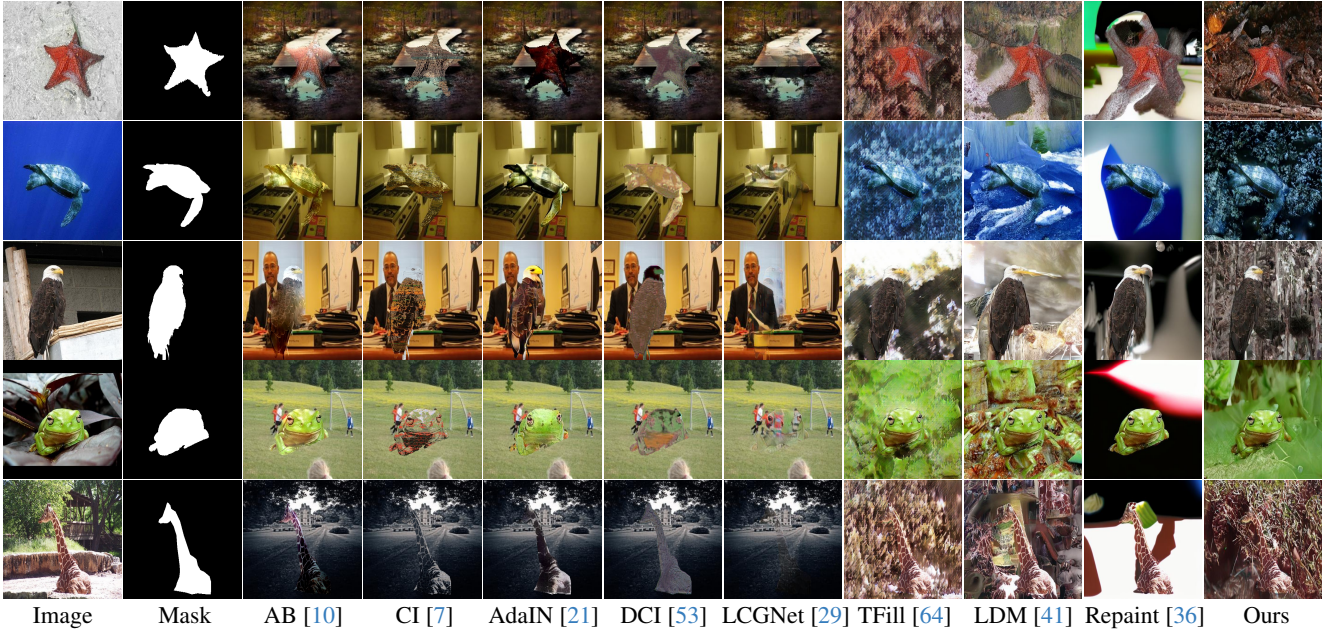 Image Mask AB [10] CI [7] AdaIN [21] DCI [53] LCGNet [29] TFill [64] LDM [41] Repaint [36] Ours